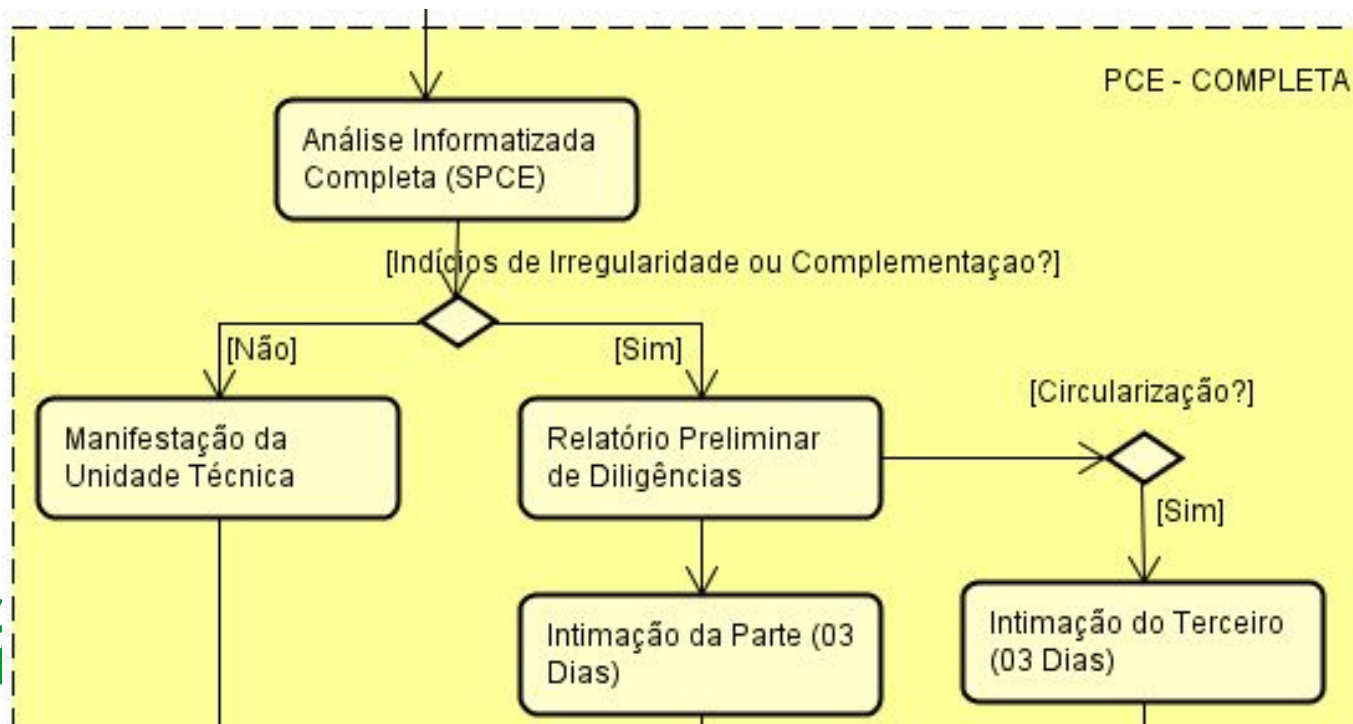 PCE - COMPLETA
Análise Informatizada
Completa (SPCE)
[Indícios de Irregularidade ou Complementaçao?]
[Não]
[Sim]
[Circularização?]
Manifestação da
Unidade Técnica
Relatório Preliminar
de Diligências
[Sim]
Intimação da Parte (03
Dias)
Intimação do Terceiro
(03 Dias)